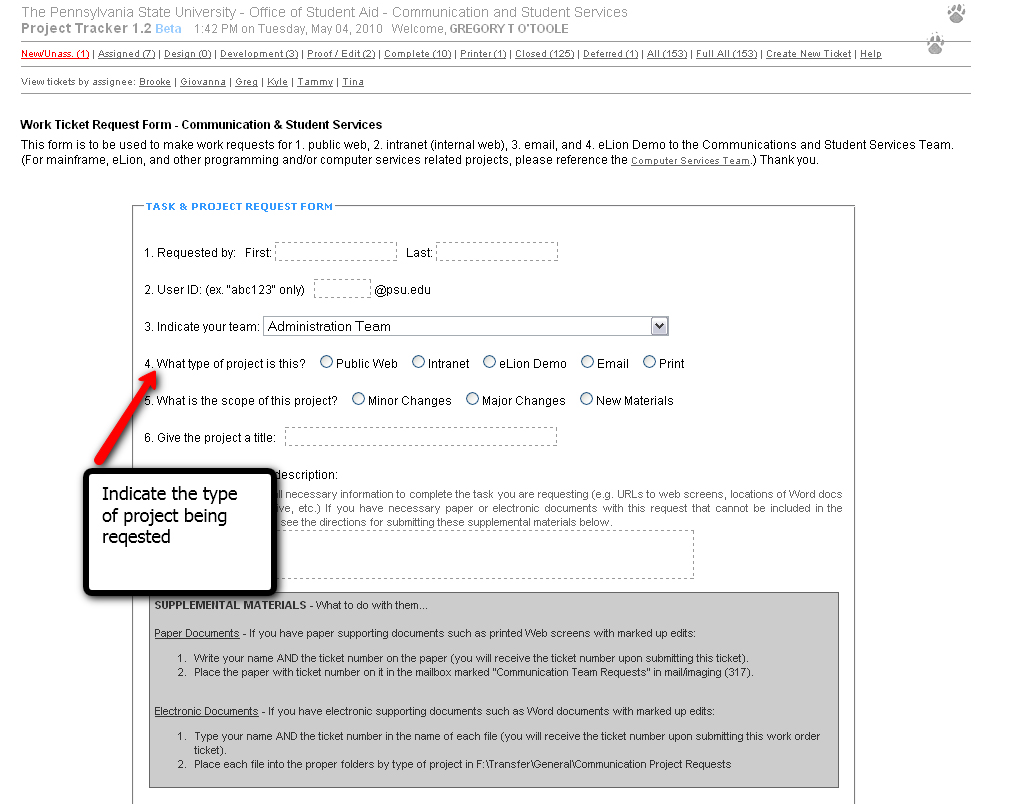 The Pennsylvania State University - Office of Student Aid - Communication and Student Services
Project Tracker 1.2 Beta 1:42 PM on Tuesday, May 04, 2010 Welcome, GREGORY T O'TOOLE
New/Unass. (1) | Assigned (7) | Design (0) | Development (3) | Proof / Edit (2) | Complete (10) | Printer (1) | Closed (125) | Deferred (1) | All (153) | Full All (153) | Create New Ticket | Help
View tickets by assignee: Brooke | Giovanna | Greg | Kyle | Tammy | Tina
Work Ticket Request Form - Communication & Student Services
This form is to be used to make work requests for 1. public web, 2. intranet (internal web), 3. email, and 4. eLion Demo to the Communications and Student Services Team.
(For mainframe, eLion, and other programming and/or computer services related projects, please reference the Computer Services Team.) Thank you.
TASK & PROJECT REQUEST FORM
1. Requested by: First: Last:
2. User ID: (ex. "abc123" only) @psu.edu
3. Indicate your team: Administration Team
4. What type of project is this? Public Web Intranet eLion Demo Email Print
5. What is the scope of this project? Minor Changes Major Changes New Materials
6. Give the project a title:
description:
necessary information to complete the task you are requesting (e.g. URLs to web screens, locations of Word docs
etc.) If you have necessary paper or electronic documents with this request that cannot be included in the
see the directions for submitting these supplemental materials below.
Indicate the type
of project being
reqested
SUPPLEMENTAL MATERIALS - What to do with them...
Paper Documents - If you have paper supporting documents such as printed Web screens with marked up edits:
1. Write your name AND the ticket number on the paper (you will receive the ticket number upon submitting this ticket).
2. Place the paper with ticket number on it in the mailbox marked "Communication Team Requests" in mail/imaging (317).
Electronic Documents - If you have electronic supporting documents such as Word documents with marked up edits:
1. Type your name AND the ticket number in the name of each file (you will receive the ticket number upon submitting this work order
ticket).
2. Place each file into the proper folders by type of project in F:\Transfer\General\Communication Project Requests